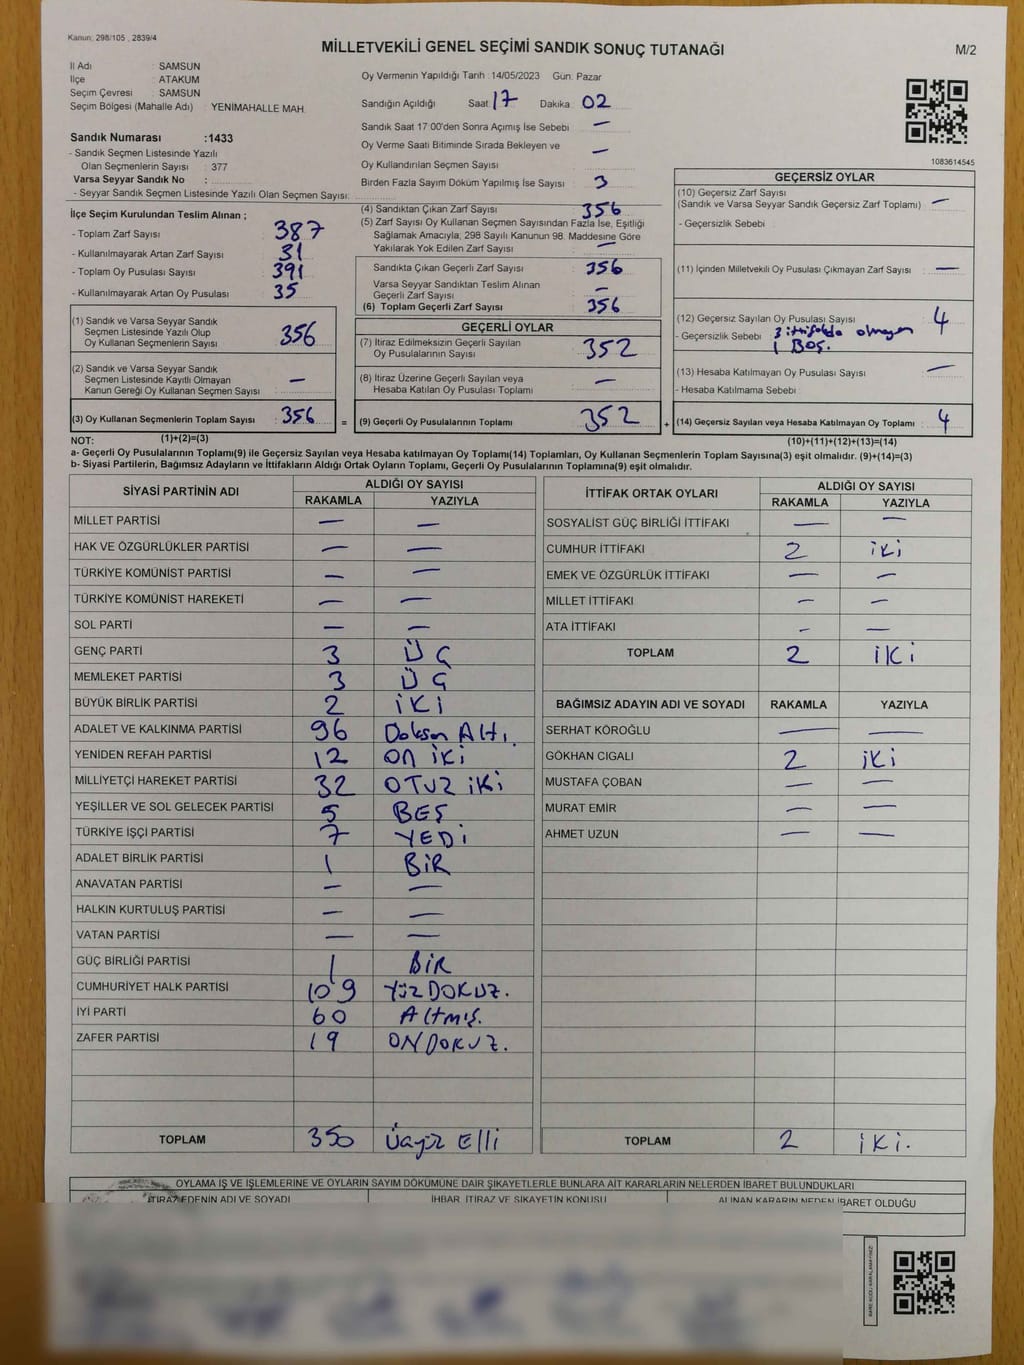 Kanun: 298/105 , 2839/4
MİLLETVEKİLİ GENEL SEÇİMİ SANDIK SONUÇ TUTANAĞI
M/2
İl Adı : SAMSUN
İlçe : ATAKUM
Seçim Çevresi : SAMSUN
Seçim Bölgesi (Mahalle Adı) : YENİMAHALLE MAH.
Sandık Numarası :1433
- Sandık Seçmen Listesinde Yazılı
Olan Seçmenlerin Sayısı : 377
Varsa Seyyar Sandık No :
- Seyyar Sandık Seçmen Listesinde Yazılı Olan Seçmen Sayısı:
Oy Vermenin Yapıldığı Tarih :14/05/2023 Gün: Pazar
Sandığın Açıldığı Saat 17 Dakika: 02
Sandık Saat 17:00'den Sonra Açımış İse Sebebi —
Oy Verme Saati Bitiminde Sırada Bekleyen ve
Oy Kullandırılan Seçmen Sayısı —
Birden Fazla Sayım Döküm Yapılmış İse Sayısı 3
1083614545
İlçe Seçim Kurulundan Teslim Alınan ;
- Toplam Zarf Sayısı 387
- Kullanılmayarak Artan Zarf Sayısı 31
- Toplam Oy Pusulası Sayısı 391
- Kullanılmayarak Artan Oy Pusulası 35
(1) Sandık ve Varsa Seyyar Sandık
Seçmen Listesinde Yazılı Olup
Oy Kullanan Seçmenlerin Sayısı 356
(2) Sandık ve Varsa Seyyar Sandık
Seçmen Listesinde Kayıtlı Olmayan
Kanun Gereği Oy Kullanan Seçmen Sayısı —
(3) Oy Kullanan Seçmenlerin Toplam Sayısı 356 =
(1)+(2)=(3)
(4) Sandıktan Çıkan Zarf Sayısı 356
(5) Zarf Sayısı Oy Kullanan Seçmen Sayısından Fazla İse, Eşitliği
Sağlamak Amacıyla; 298 Sayılı Kanunun 98. Maddesine Göre
Yakılarak Yok Edilen Zarf Sayısı —
Sandıkta Çıkan Geçerli Zarf Sayısı 356
Varsa Seyyar Sandıktan Teslim Alınan
Geçerli Zarf Sayısı —
(6) Toplam Geçerli Zarf Sayısı 356
GEÇERLİ OYLAR
(7) İtiraz Edilmeksizin Geçerli Sayılan
Oy Pusulalarının Sayısı 352
(8) İtiraz Üzerine Geçerli Sayılan veya
Hesaba Katılan Oy Pusulası Toplamı —
(9) Geçerli Oy Pusulalarının Toplamı 352 +
GEÇERSİZ OYLAR
(10) Geçersiz Zarf Sayısı
(Sandık ve Varsa Seyyar Sandık Geçersiz Zarf Toplamı) —
- Geçersizlik Sebebi :
(11) İçinden Milletvekili Oy Pusulası Çıkmayan Zarf Sayısı : —
(12) Geçersiz Sayılan Oy Pusulası Sayısı 4
- Geçersizlik Sebebi : 3 ittifakda olmayan
1 Boş.
(13) Hesaba Katılmayan Oy Pusulası Sayısı : —
- Hesaba Katılmama Sebebi :
(14) Geçersiz Sayılan veya Hesaba Katılmayan Oy Toplamı : 4
(10)+(11)+(12)+(13)=(14)
NOT:
a- Geçerli Oy Pusulalarının Toplamı(9) ile Geçersiz Sayılan veya Hesaba Katılmayan Oy Toplamı(14) Toplamları, Oy Kullanan Seçmenlerin Toplam Sayısına(3) eşit olmalıdır. (9)+(14)=(3)
b- Siyasi Partilerin, Bağımsız Adayların ve İttifakların Aldığı Ortak Oyların Toplamı, Geçerli Oy Pusulalarının Toplamına(9) eşit olmalıdır.
SİYASİ PARTİNİN ADI ALDIĞI OY SAYISI
RAKAMLA YAZIYLA
MİLLET PARTİSİ — —
HAK VE ÖZGÜRLÜKLER PARTİSİ — —
TÜRKİYE KOMÜNİST PARTİSİ — —
TÜRKİYE KOMÜNİST HAREKETİ — —
SOL PARTİ — —
GENÇ PARTİ 3 ÜÇ
MEMLEKET PARTİSİ 3 ÜÇ
BÜYÜK BİRLİK PARTİSİ 2 İKİ
ADALET VE KALKINMA PARTİSİ 96 Doksan Altı.
YENİDEN REFAH PARTİSİ 12 ON İKİ
MİLLİYETÇİ HAREKET PARTİSİ 32 OTUZ İKİ
YEŞİLLER VE SOL GELECEK PARTİSİ 5 BEŞ
TÜRKİYE İŞÇİ PARTİSİ 7 YEDİ
ADALET BİRLİK PARTİSİ 1 BİR
ANAVATAN PARTİSİ — —
HALKIN KURTULUŞ PARTİSİ — —
VATAN PARTİSİ — —
GÜÇ BİRLİĞİ PARTİSİ 1 BİR
CUMHURİYET HALK PARTİSİ 109 YÜZ DOKUZ.
İYİ PARTİ 60 Altmış.
ZAFER PARTİSİ 19 ON DOKUZ.
TOPLAM 350 Üçyüz Elli
İTTİFAK ORTAK OYLARI ALDIĞI OY SAYISI
RAKAMLA YAZIYLA
SOSYALİST GÜÇ BİRLİĞİ İTTİFAKI — —
CUMHUR İTTİFAKI 2 İKİ
EMEK VE ÖZGÜRLÜK İTTİFAKI — —
MİLLET İTTİFAKI — —
ATA İTTİFAKI — —
TOPLAM 2 İKİ
BAĞIMSIZ ADAYIN ADI VE SOYADI RAKAMLA YAZIYLA
SERHAT KÖROĞLU — —
GÖKHAN CIGALI 2 İKİ
MUSTAFA ÇOBAN — —
MURAT EMİR — —
AHMET UZUN — —
TOPLAM 2 İKİ.
OYLAMA İŞ VE İŞLEMLERİNE VE OYLARIN SAYIM DÖKÜMÜNE DAİR ŞİKAYETLERLE BUNLARA AİT KARARLARIN NELERDEN İBARET BULUNDUKLARI
İTİRAZ EDENİN ADI VE SOYADI İHBAR, İTİRAZ VE ŞİKAYETİN KONUSU ALINAN KARARIN NEDEN İBARET OLDUĞU